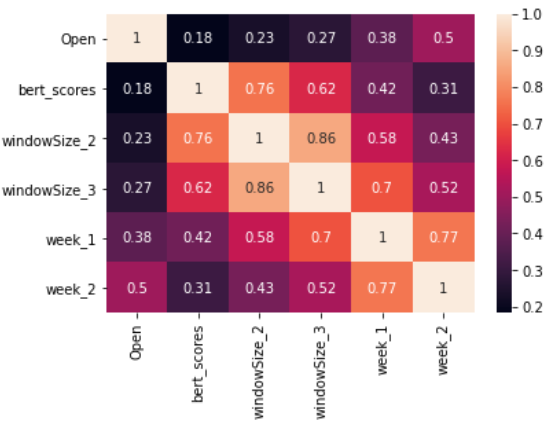 Open 1 0.18 0.23 0.27 0.38 0.5
bert_scores 0.18 1 0.76 0.62 0.42 0.31
windowSize_2 0.23 0.76 1 0.86 0.58 0.43
windowSize_3 0.27 0.62 0.86 1 0.7 0.52
week_1 0.38 0.42 0.58 0.7 1 0.77
week_2 0.5 0.31 0.43 0.52 0.77 1
Open
bert_scores
windowSize_2
windowSize_3
week_1
week_2
1.0
0.9
0.8
0.7
0.6
0.5
0.4
0.3
0.2